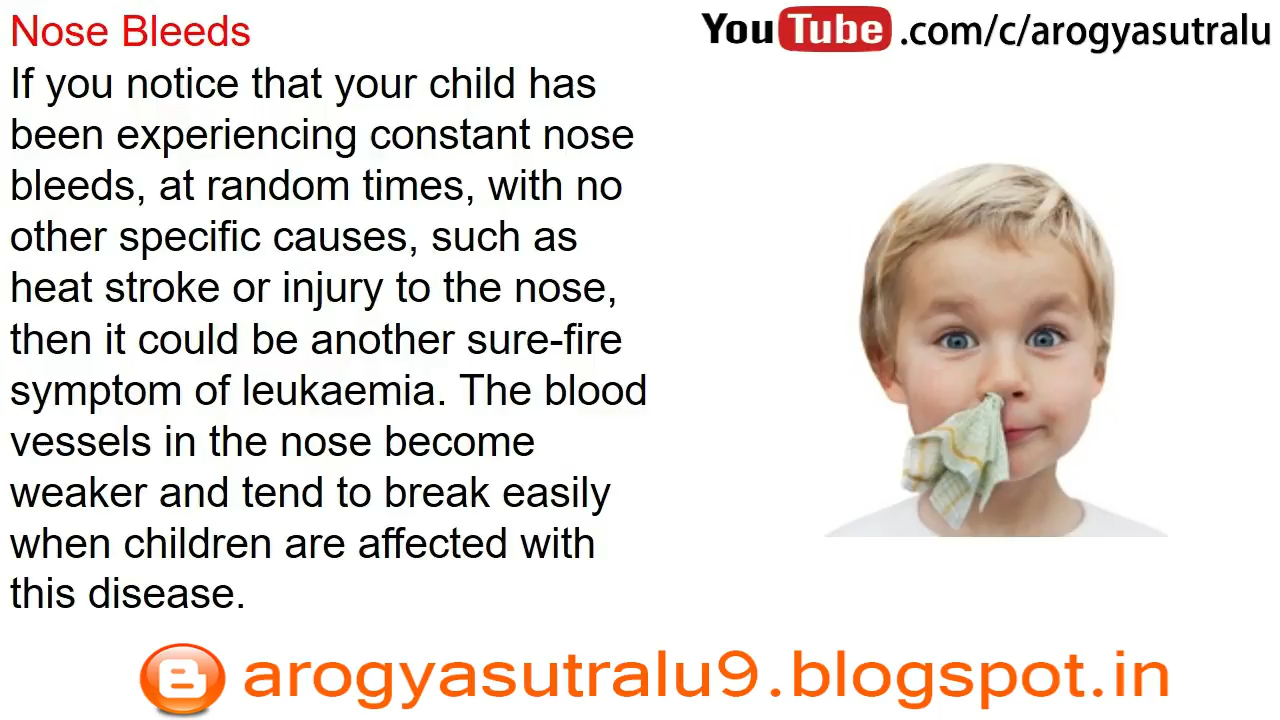 Nose Bleeds
You Tube .com/c/arogyasutralu
If you notice that your child has
been experiencing constant nose
bleeds, at random times, with no
other specific causes, such as
heat stroke or injury to the nose,
then it could be another sure-fire
symptom of leukaemia. The blood
vessels in the nose become
weaker and tend to break easily
when children are affected with
this disease.
arogyasutralu9.blogspot.in